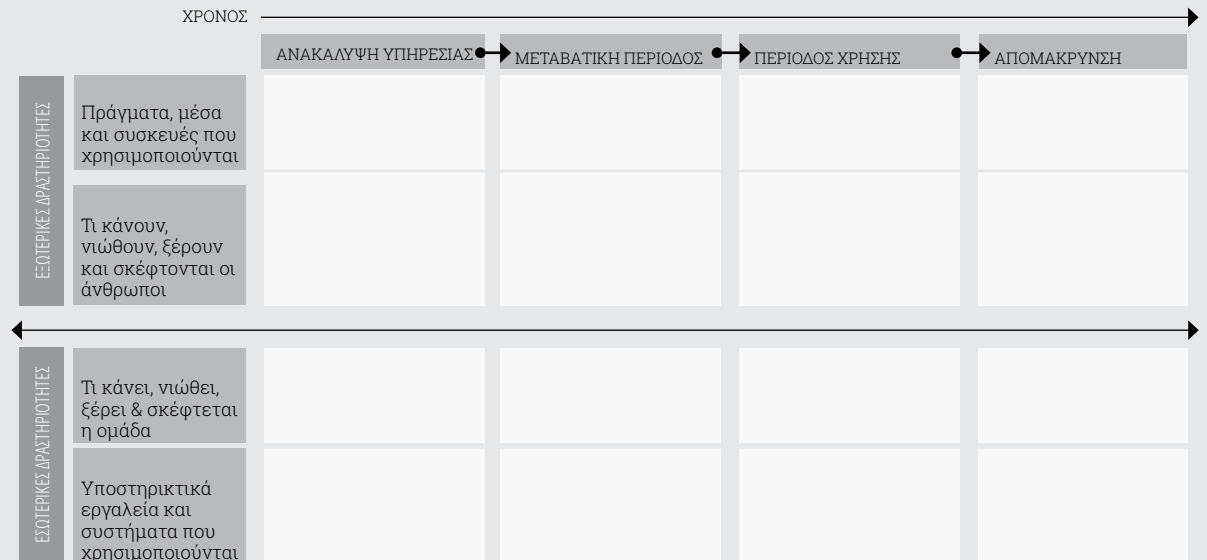 ΧΡΟΝΟΣ
ΑΝΑΚΑΛΥΨΗ ΥΠΗΡΕΣΙΑΣ
ΜΕΤΑΒΑΤΙΚΗ ΠΕΡΙΟΔΟΣ
ΠΕΡΙΟΔΟΣ ΧΡΗΣΗΣ
ΑΠΟΜΑΚΡΥΝΣΗ
ΕΞΩΤΕΡΙΚΕΣ ΔΡΑΣΤΗΡΙΟΤΗΤΕΣ
Πράγματα, μέσα
και συσκευές που
χρησιμοποιούνται
Τι κάνουν,
νιώθουν, ξέρουν
και σκέφτονται οι
άνθρωποι
ΕΣΩΤΕΡΙΚΕΣ ΔΡΑΣΤΗΡΙΟΤΗΤΕΣ
Τι κάνει, νιώθει,
ξέρει & σκέφτεται
η ομάδα
Υποστηρικτικά
εργαλεία και
συστήματα που
χρησιμοποιούνται